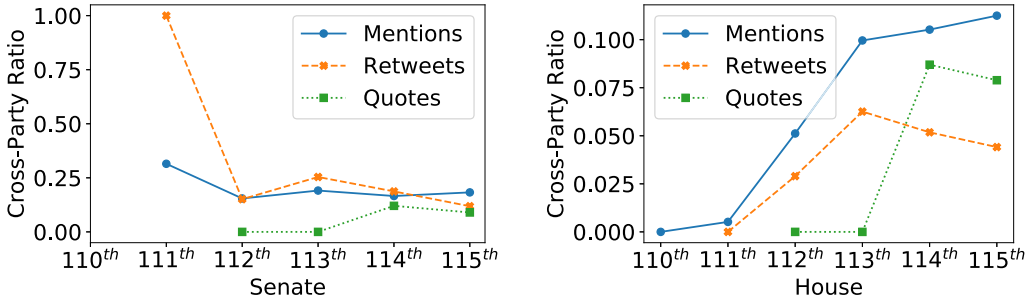 Cross-Party Ratio
1.00
0.75
0.50
0.25
0.00
Mentions
Retweets
Quotes
110th 111th 112th 113th 114th 115th
Senate
Cross-Party Ratio
0.100
0.075
0.050
0.025
0.000
Mentions
Retweets
Quotes
110th 111th 112th 113th 114th 115th
House